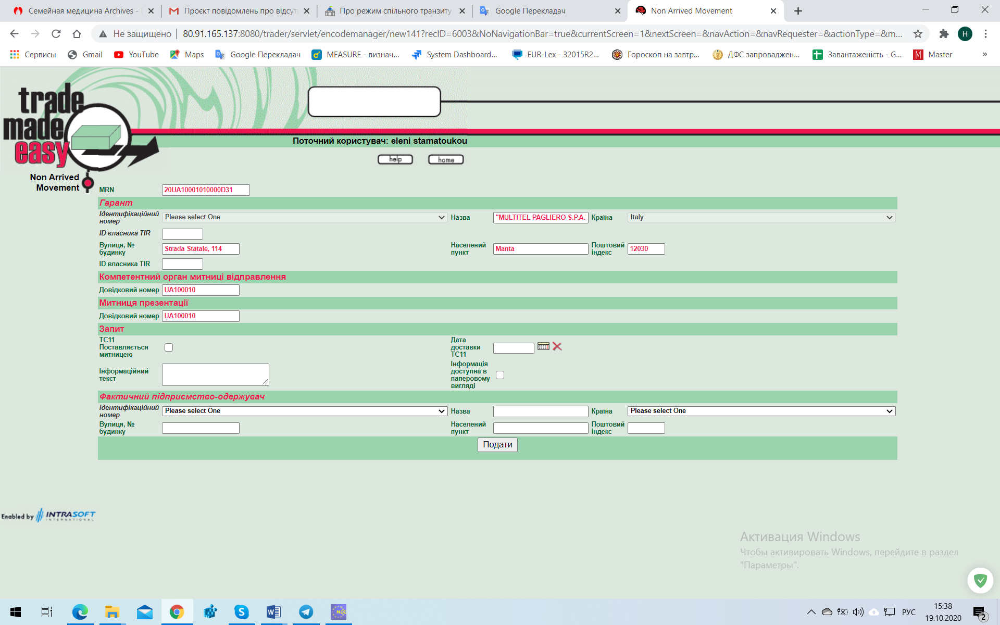 Семейная медицина Archives -
Проєкт повідомлень про відсут
Про режим спільного транзиту
Google Перекладач
Non Arrived Movement
Не защищено
80.91.165.137:8080/trader/servlet/encodemanager/new141?recID=6003&NoNavigationBar=true&currentScreen=1&nextScreen=&navAction=&navRequester=&actionType=&m...
H
Сервисы
Gmail
YouTube
Maps
Google Перекладач
MEASURE - визнач...
System Dashboard...
EUR-Lex - 32015R2...
Гороскоп на завтр...
ДФС запроваджен...
Завантаженість - G...
Master
»
trade
made
easy
Поточний користувач: eleni stamatoukou
help
home
Non Arrived
Movement
MRN
20UA10001010000D31
Гарант
Ідентифікаційний
номер
Please select One
Назва
"MULTITEL PAGLIERO S.P.A.
Країна
Italy
ID власника TIR
Вулиця, №
будинку
Strada Statale, 114
Населений
пункт
Manta
Поштовий
індекс
12030
ID власника TIR
Компетентний орган митниці відправлення
Довідковий номер
UA100010
Митниця презентації
Довідковий номер
UA100010
Запит
TC11
Поставляється
митницею
Дата
доставки
TC11
Інформаційний
текст
Інформація
доступна в
паперовому
вигляді
Фактичний підприємство-одержувач
Ідентифікаційний
номер
Please select One
Назва
Країна
Please select One
Вулиця, №
будинку
Населений
пункт
Поштовий
індекс
Подати
Enabled by INTRASOFT
INTERNATIONAL
Активация Windows
Чтобы активировать Windows, перейдите в раздел
"Параметры".
MCC
РУС
15:38
19.10.2020
2